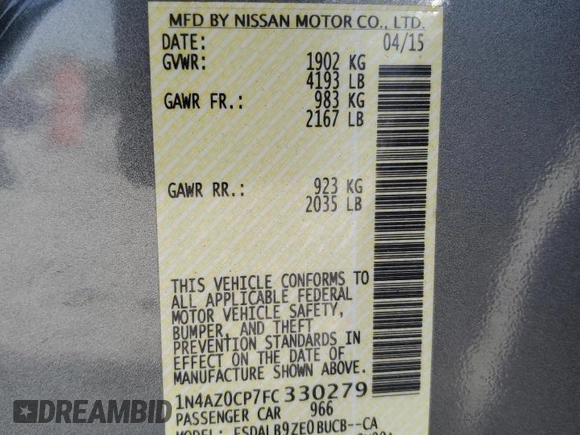 MFD BY NISSAN MOTOR CO., LTD.
DATE: 04/15
GVWR: 1902 KG
4193 LB
GAWR FR.: 983 KG
2167 LB
GAWR RR.: 923 KG
2035 LB
THIS VEHICLE CONFORMS TO
ALL APPLICABLE FEDERAL
MOTOR VEHICLE SAFETY,
BUMPER, AND THEFT
PREVENTION STANDARDS IN
EFFECT ON THE DATE OF
MANUFACTURE SHOWN ABOVE.
1N4AZ0CP7FC330279
PASSENGER CAR 966
MODEL: FSDALB9ZE0BUCB--CA
DREAMBID